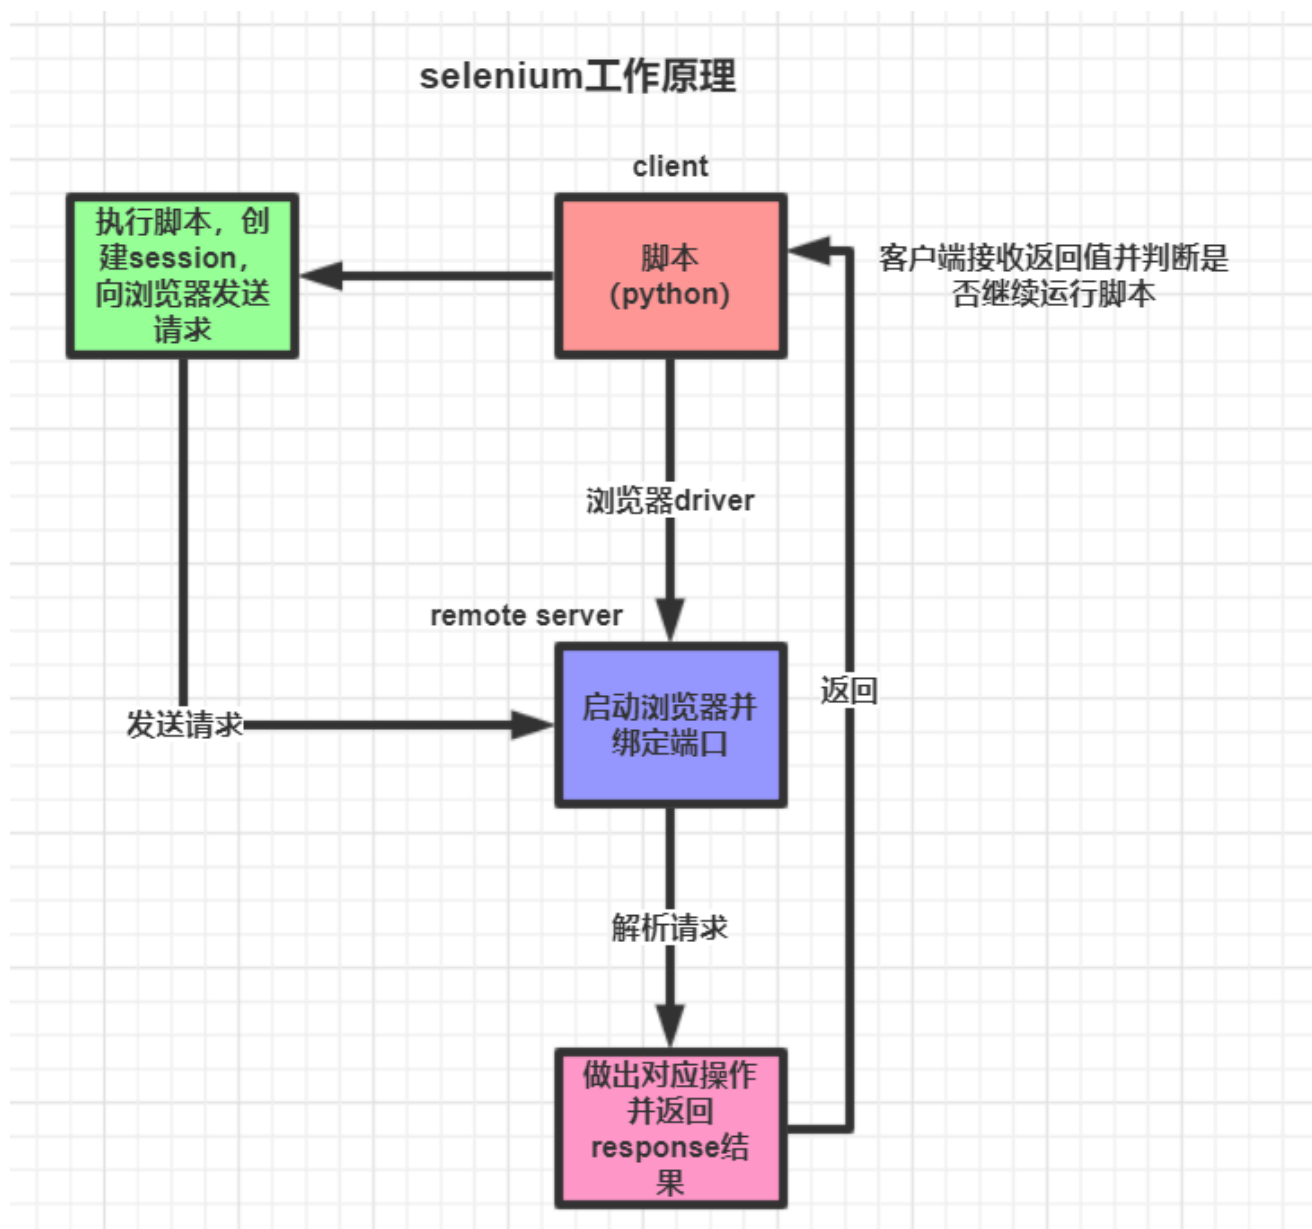 selenium工作原理
client
执行脚本，创
建session，
向浏览器发送
请求
脚本
（python）
客户端接收返回值并判断是
否继续运行脚本
浏览器driver
remote server
启动浏览器并
绑定端口
返回
发送请求
解析请求
做出对应操作
并返回
response结
果